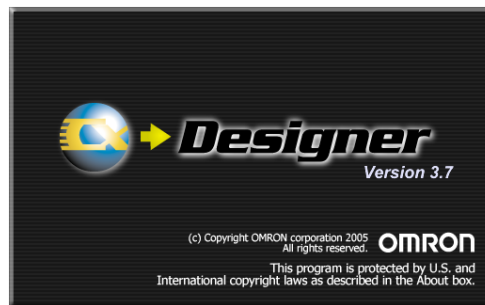 Cx Designer
Version 3.7
(c) Copyright OMRON corporation 2005
All rights reserved.
OMRON
This program is protected by U.S. and
International copyright laws as described in the About box.